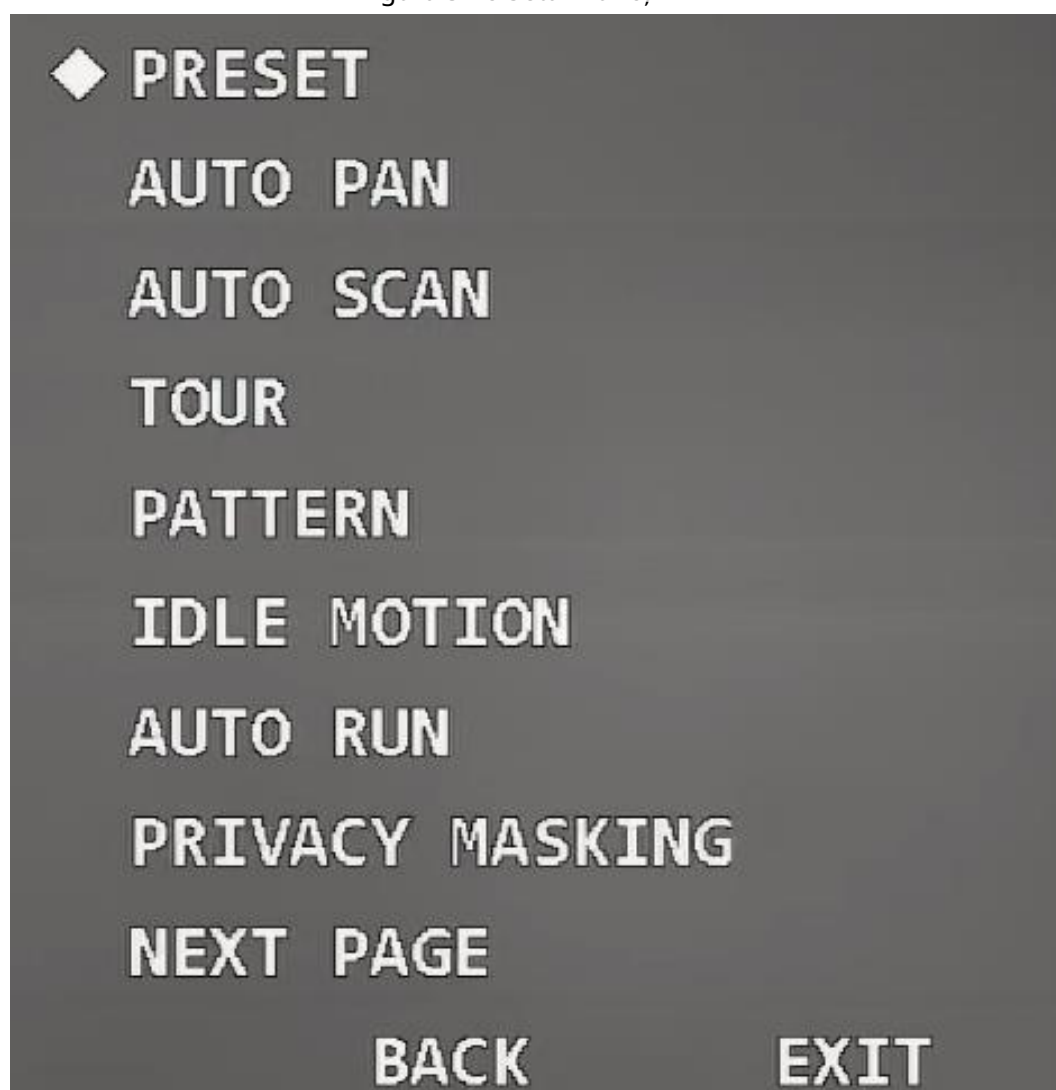 PRESET
AUTO PAN
AUTO SCAN
TOUR
PATTERN
IDLE MOTION
AUTO RUN
PRIVACY MASKING
NEXT PAGE
BACK EXIT